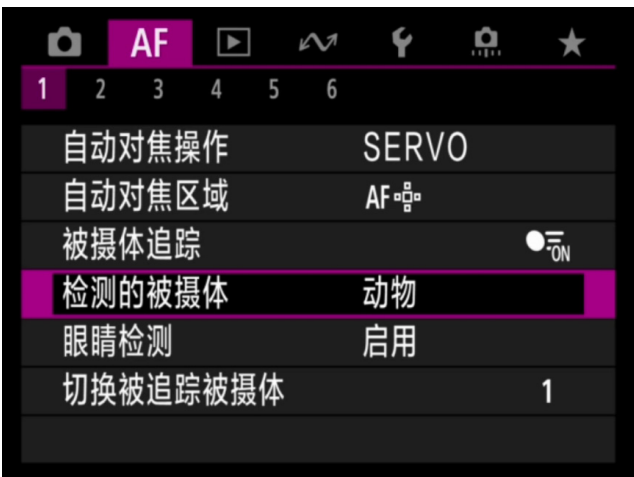 AF
1 2 3 4 5 6
自动对焦操作 SERVO
自动对焦区域 AF
被摄体追踪 ON
检测的被摄体 动物
眼睛检测 启用
切换被追踪被摄体 1